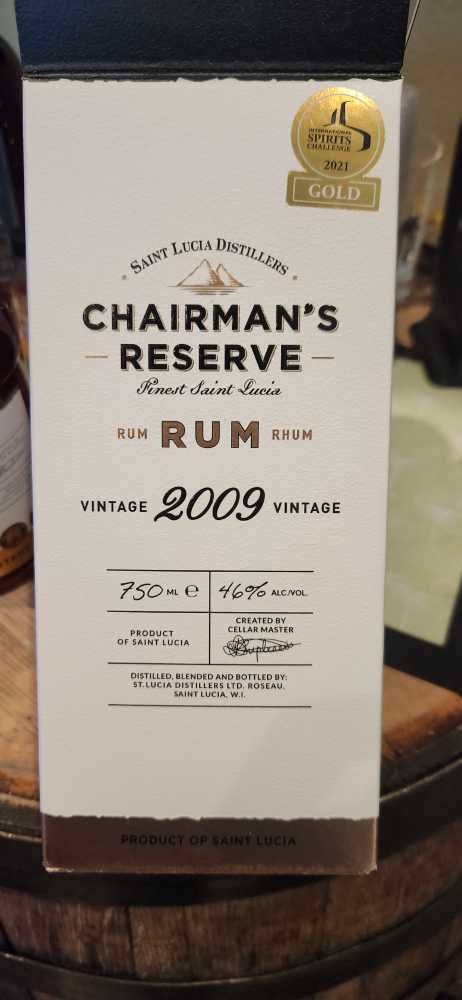 INTERNATIONAL
SPIRITS
CHALLENGE
2021
GOLD
SAINT LUCIA DISTILLERS
CHAIRMAN'S
RESERVE
Finest Saint Lucia
RUM RUM RHUM
VINTAGE 2009 VINTAGE
750 ML e 46% ALC/VOL.
PRODUCT
OF SAINT LUCIA
CREATED BY
CELLAR MASTER
DISTILLED, BLENDED AND BOTTLED BY:
ST. LUCIA DISTILLERS LTD. ROSEAU,
SAINT LUCIA, W.I.
PRODUCT OF SAINT LUCIA